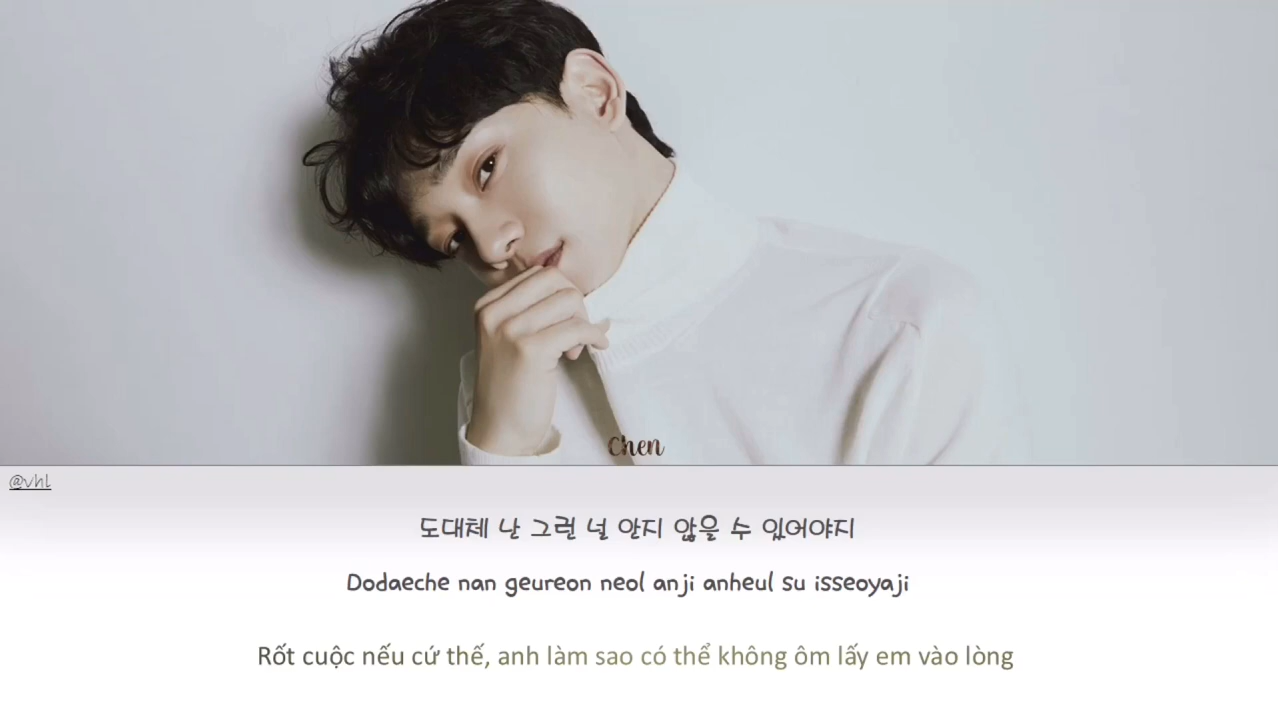 Chen
@vhl
도대체 난 그런 널 안지 않을 수 있어야지
Dodaeche nan geureon neol anji anheul su isseoyaji
Rốt cuộc nếu cứ thế, anh làm sao có thể không ôm lấy em vào lòng